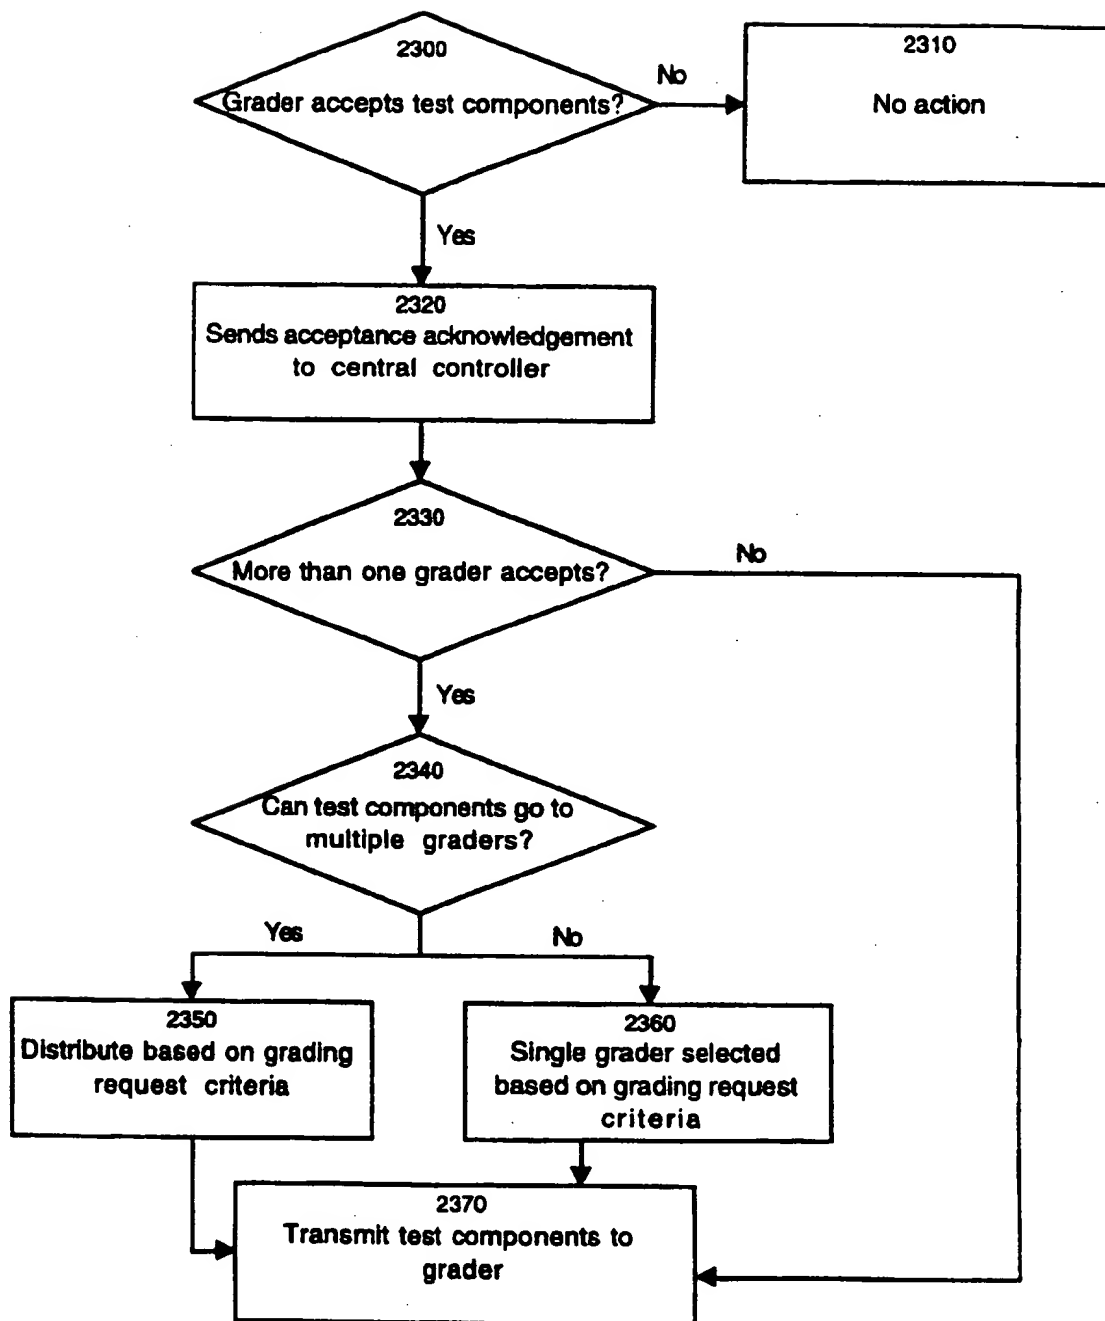 2300
Grader accepts test components?
No
2310
No action
Yes
2320
Sends acceptance acknowledgement
to central controller
2330
More than one grader accepts?
No
Yes
2340
Can test components go to
multiple graders?
Yes
No
2350
Distribute based on grading
request criteria
2360
Single grader selected
based on grading request
criteria
2370
Transmit test components to
grader